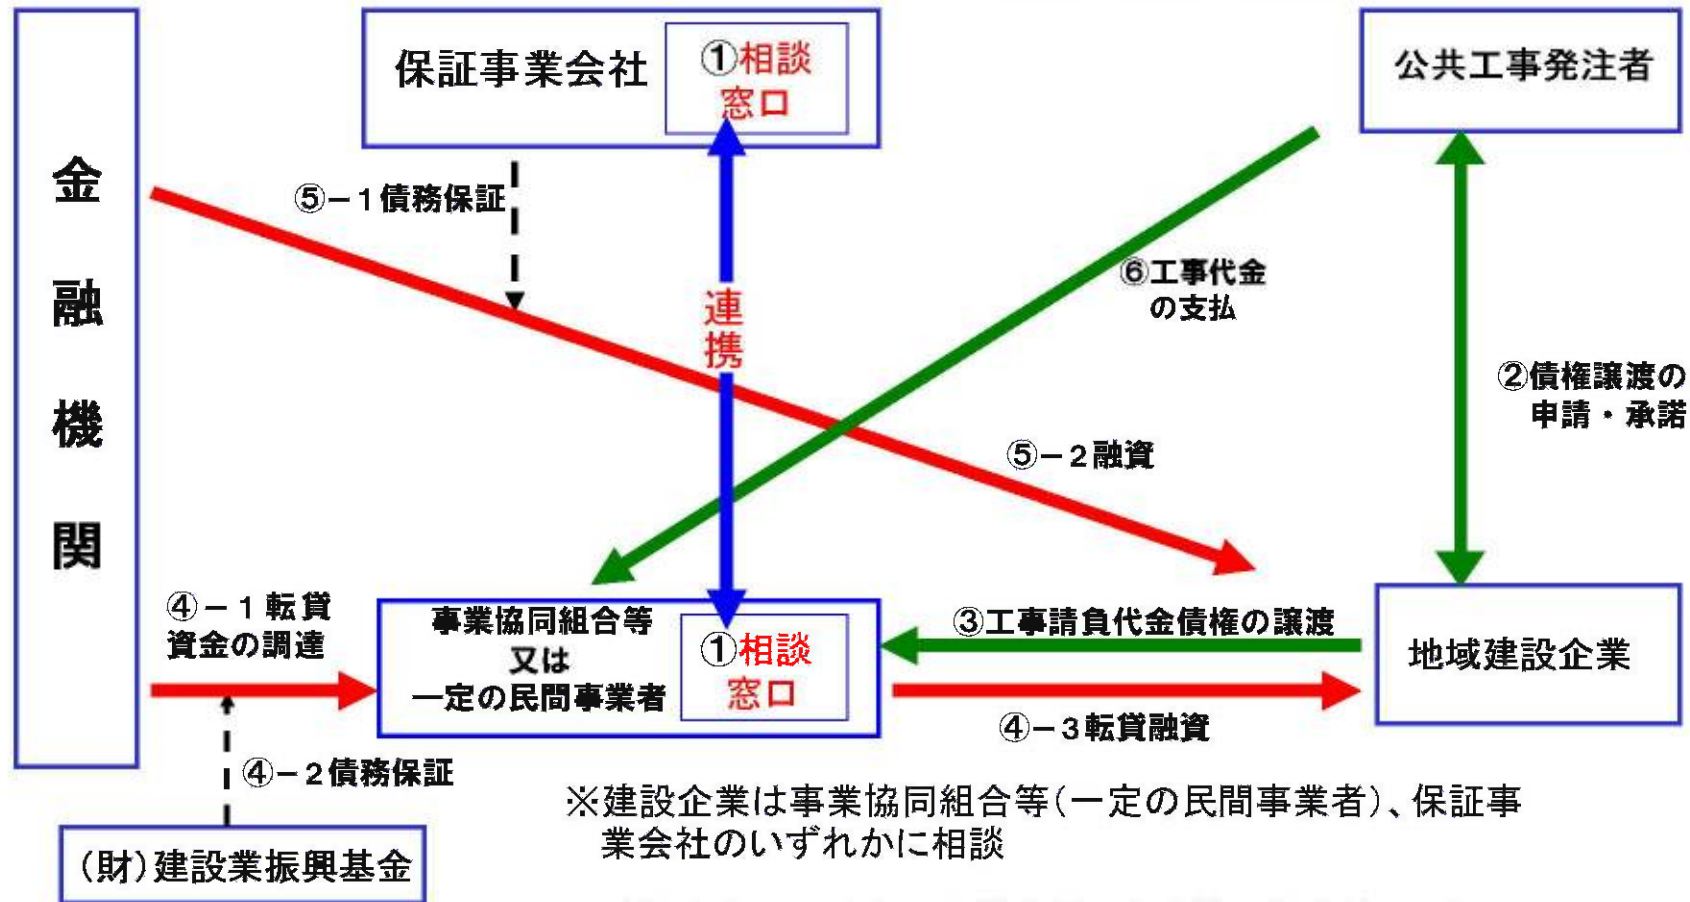 金融機関
保証事業会社
①相談
窓口
公共工事発注者
⑤－1債務保証
連携
⑥工事代金
の支払
②債権譲渡の
申請・承諾
⑤－2融資
④－1転貸
資金の調達
事業協同組合等
又は
一定の民間事業者
①相談
窓口
③工事請負代金債権の譲渡
地域建設企業
④－3転貸融資
④－2債務保証
(財)建設業振興基金
※建設企業は事業協同組合等(一定の民間事業者)、保証事
業会社のいずれかに相談